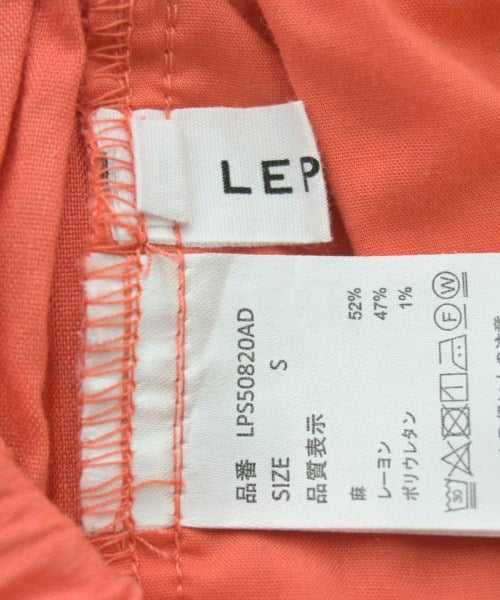 LEP
品番 LPS50820AD
SIZE S
品質表示
麻 52%
レーヨン 47%
ポリウレタン 1%
30
F W